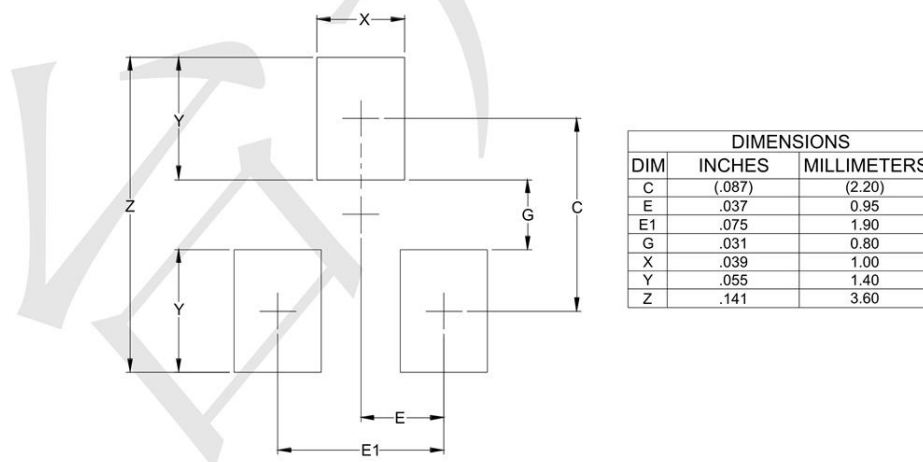 X
Y
Z
G
C
Y
E
E1
DIMENSIONS
DIM INCHES MILLIMETERS
C (.087) (2.20)
E .037 0.95
E1 .075 1.90
G .031 0.80
X .039 1.00
Y .055 1.40
Z .141 3.60